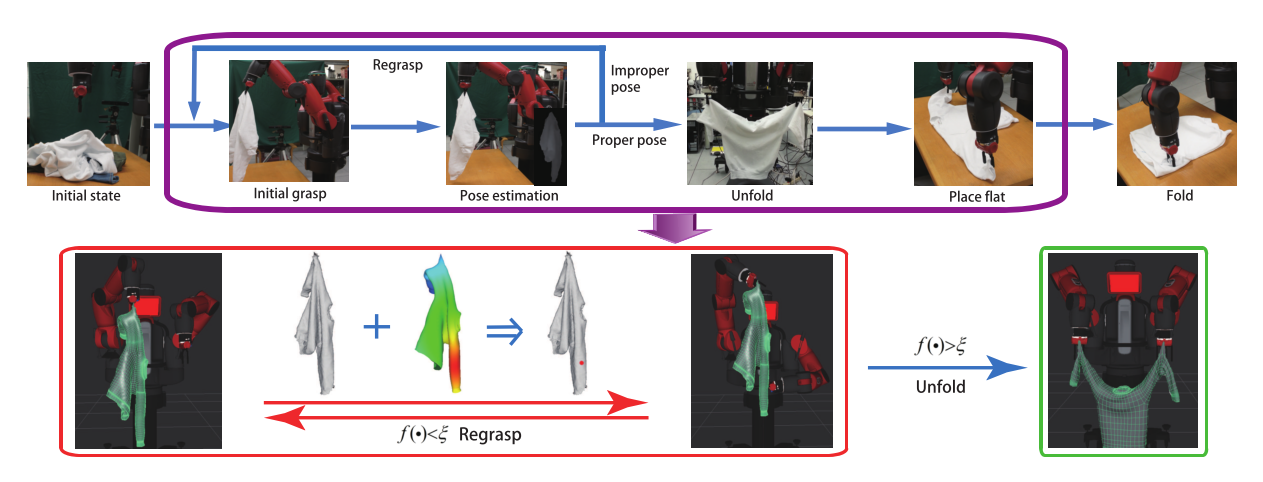 Regrasp
Improper
pose
Proper pose
Initial state
Initial grasp
Pose estimation
Unfold
Place flat
Fold
+
⇒
f(•)<ξ Regrasp
f(•)>ξ
Unfold